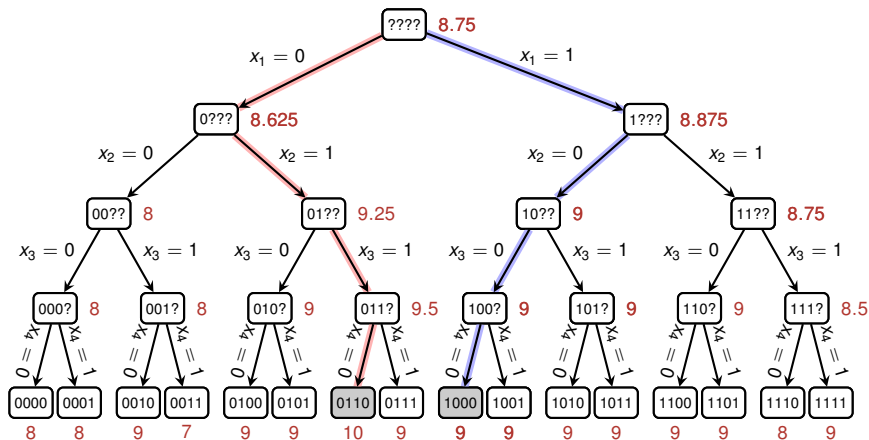 ???? 8.75
x₁ = 0 x₁ = 1
0??? 8.625 1??? 8.875
x₂ = 0 x₂ = 1 x₂ = 0 x₂ = 1
00?? 8 01?? 9.25 10?? 9 11?? 8.75
x₃ = 0 x₃ = 1 x₃ = 0 x₃ = 1 x₃ = 0 x₃ = 1 x₃ = 0 x₃ = 1
000? 8 001? 8 010? 9 011? 9.5 100? 9 101? 9 110? 9 111? 8.5
x₄ = 0 x₄ = 1 x₄ = 0 x₄ = 1 x₄ = 0 x₄ = 1 x₄ = 0 x₄ = 1 x₄ = 0 x₄ = 1 x₄ = 0 x₄ = 1 x₄ = 0 x₄ = 1 x₄ = 0 x₄ = 1
0000 0001 0010 0011 0100 0101 0110 0111 1000 1001 1010 1011 1100 1101 1110 1111
8 8 9 7 9 9 10 9 9 9 9 9 9 9 8 9